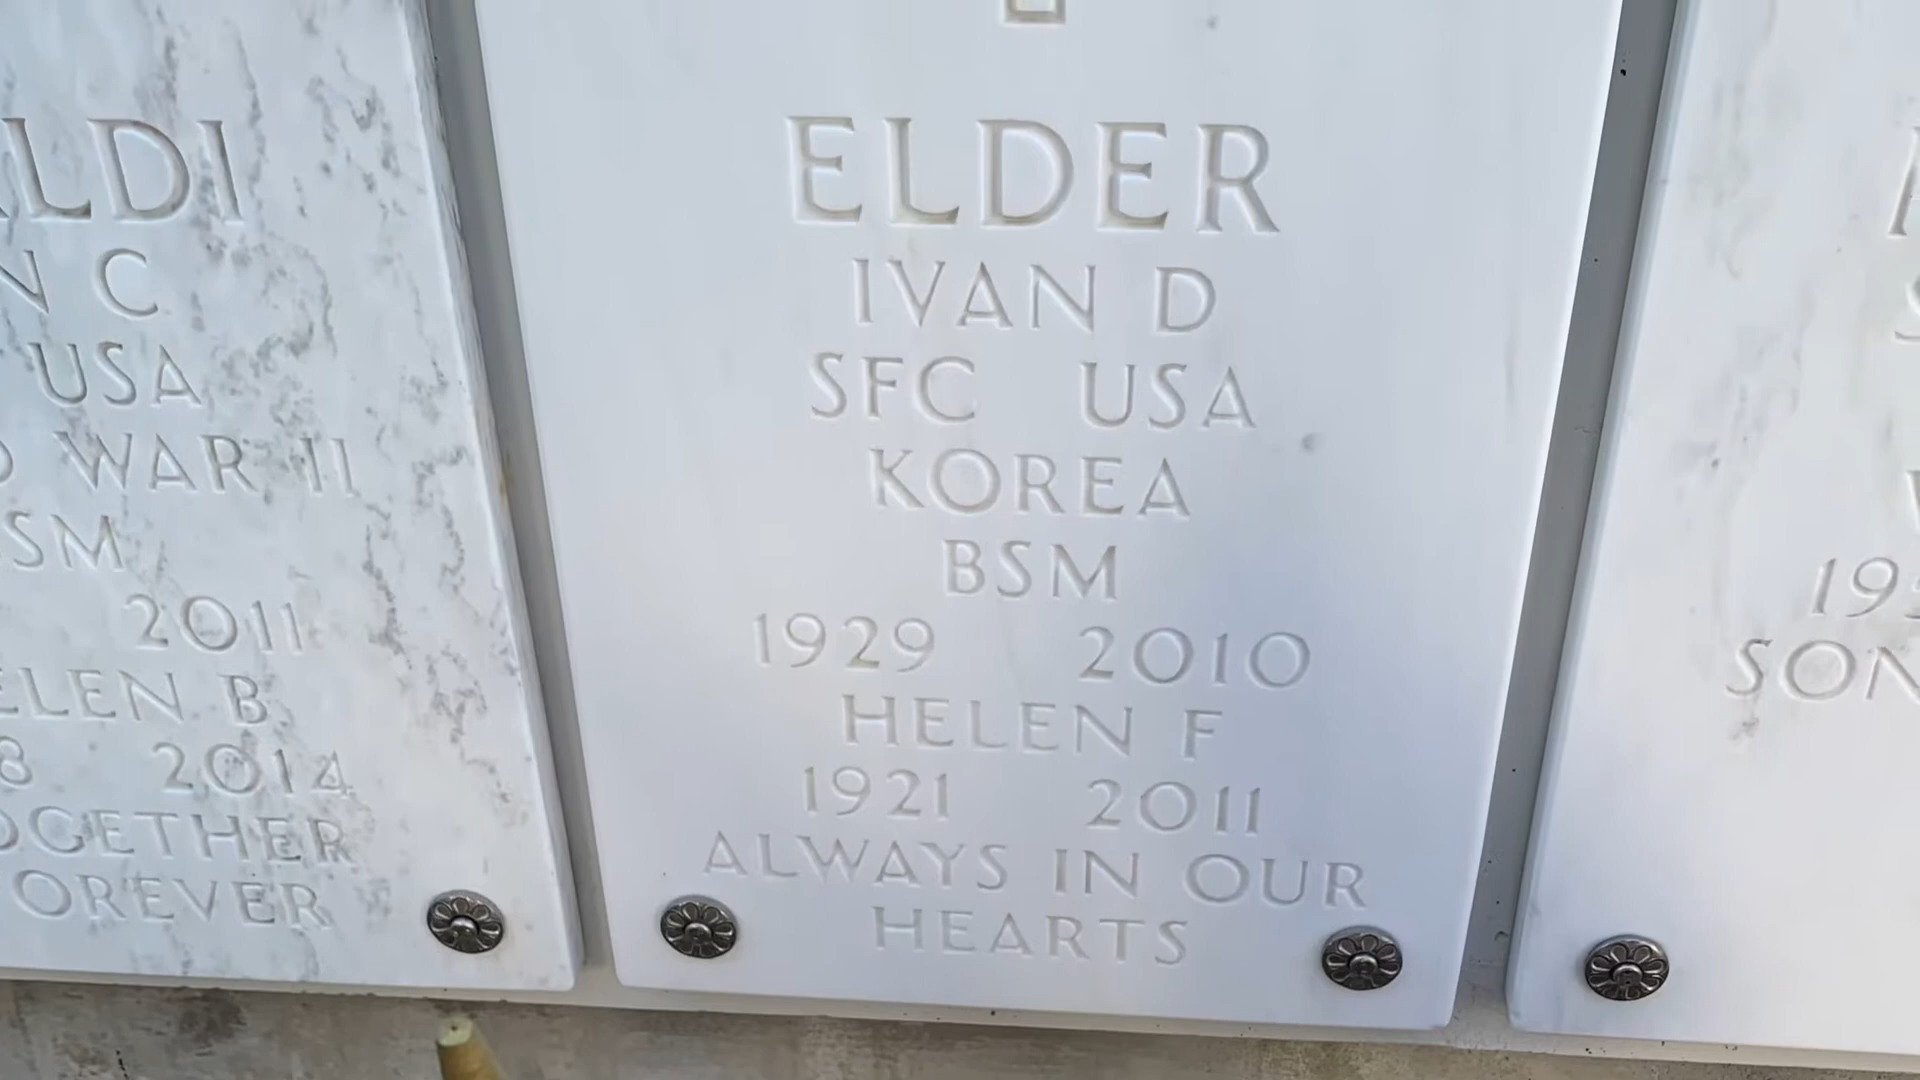 ELDER
IVAN D
SFC USA
KOREA
BSM
1929 2010
HELEN F
1921 2011
ALWAYS IN OUR
HEARTS
C
USA
WAR II
2011
B
2014